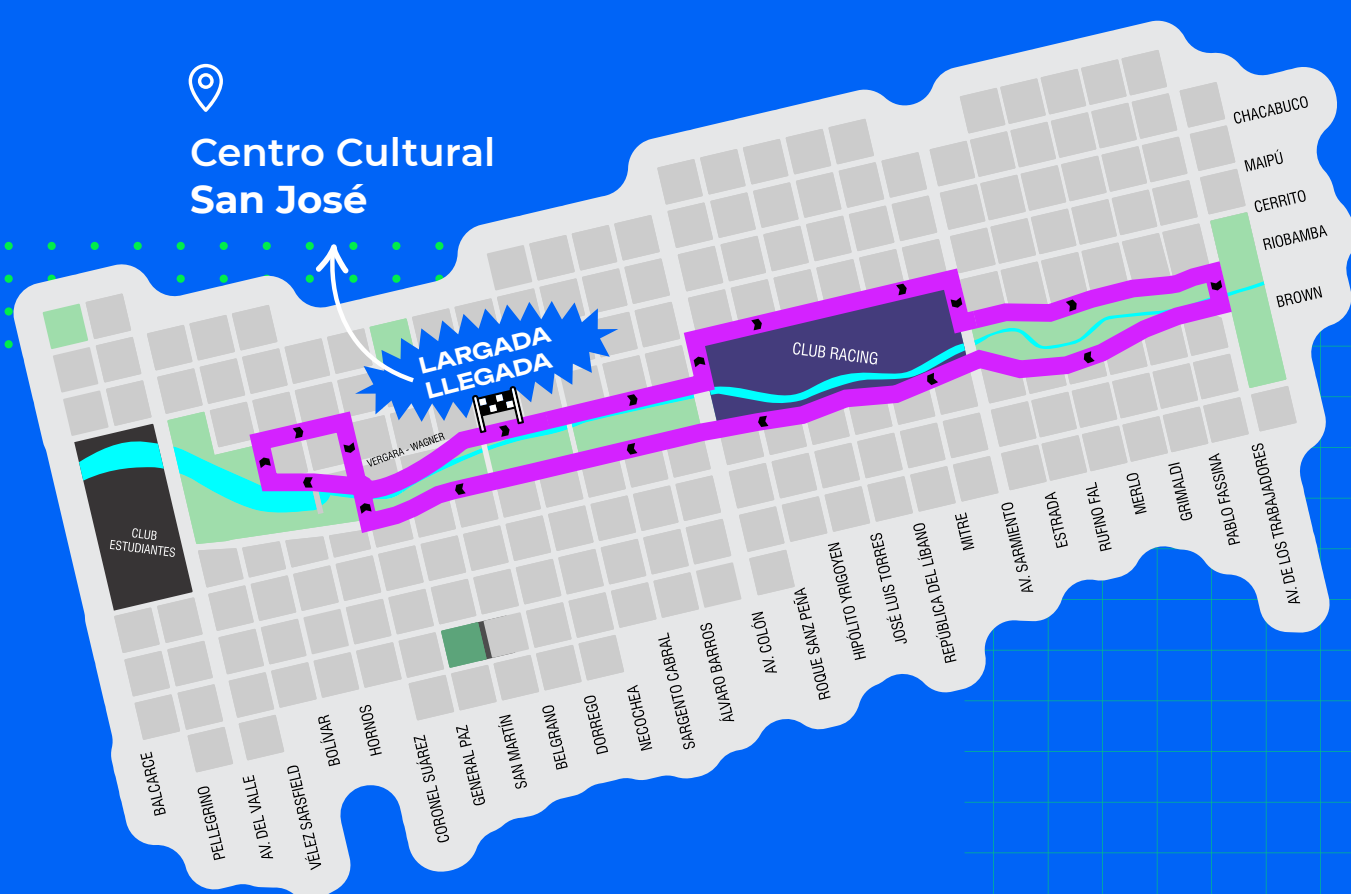 Centro Cultural
San José
LARGADA
LLEGADA
VERGARA - WAGNER
CLUB RACING
CLUB
ESTUDIANTES
CHACABUCO
MAIPÚ
CERRITO
RIOBAMBA
BROWN
BALCARCE
PELLEGRINO
AV. DEL VALLE
VÉLEZ SARSFIELD
BOLÍVAR
HORNOS
CORONEL SUÁREZ
GENERAL PAZ
SAN MARTÍN
BELGRANO
DORREGO
NECOCHEA
SARGENTO CABRAL
ÁLVARO BARROS
AV. COLÓN
ROQUE SANZ PEÑA
HIPÓLITO YRIGOYEN
JOSÉ LUIS TORRES
REPÚBLICA DEL LÍBANO
MITRE
AV. SARMIENTO
ESTRADA
RUFINO FAL
MERLO
GRIMALDI
PABLO FASSINA
AV. DE LOS TRABAJADORES